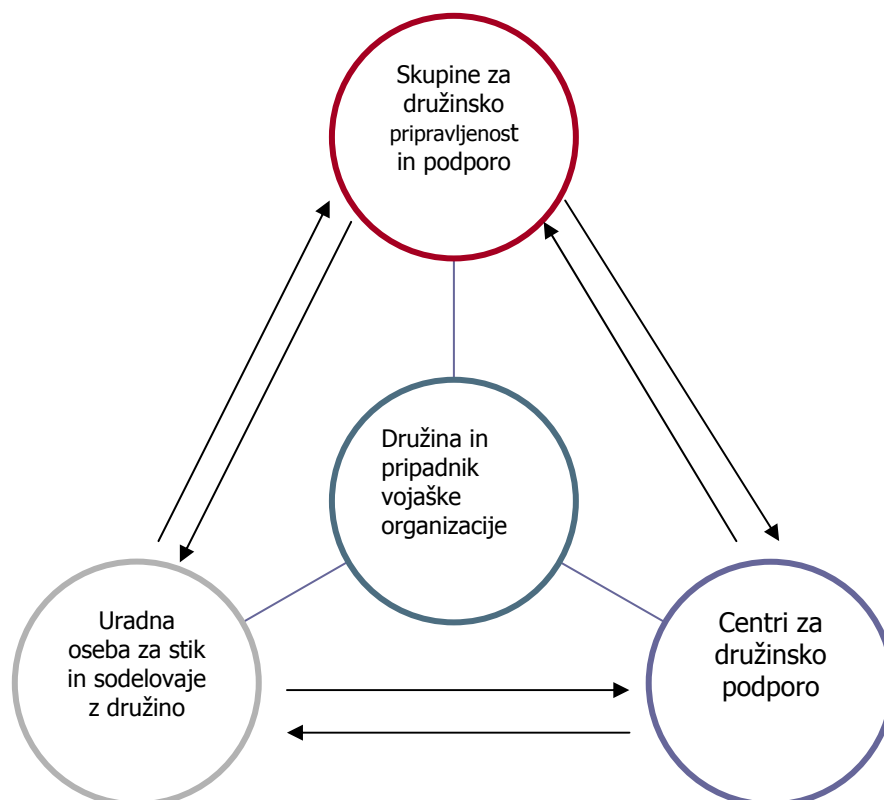 Skupine za
družinsko
pripravljenost
in podporo
Družina in
pripadnik
vojaške
organizacije
Uradna
oseba za stik
in sodelovaje
z družino
Centri za
družinsko
podporo